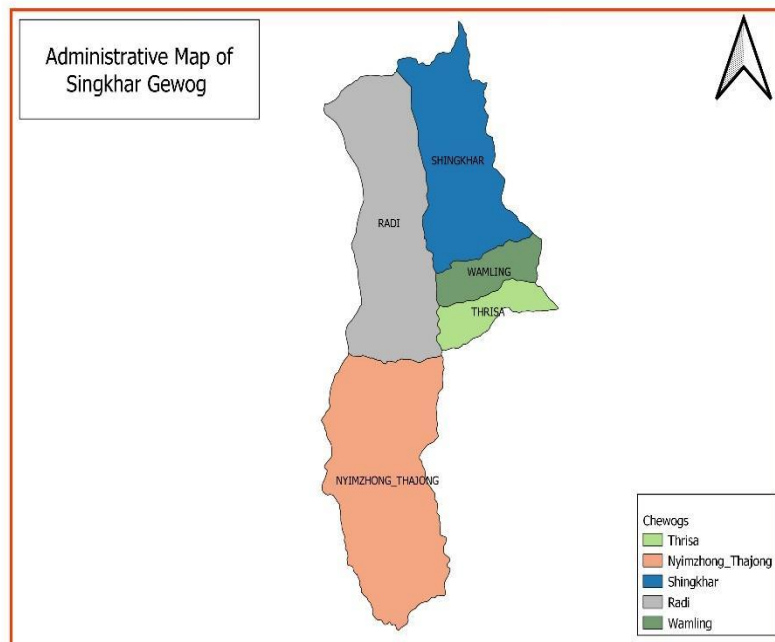 Administrative Map of
Singkhar Gewog
SHINGKHAR
RADI
WAMLING
THRISA
NYIMZHONG_THAJONG
Chewogs
Thrisa
Nyimzhong_Thajong
Shingkhar
Radi
Wamling